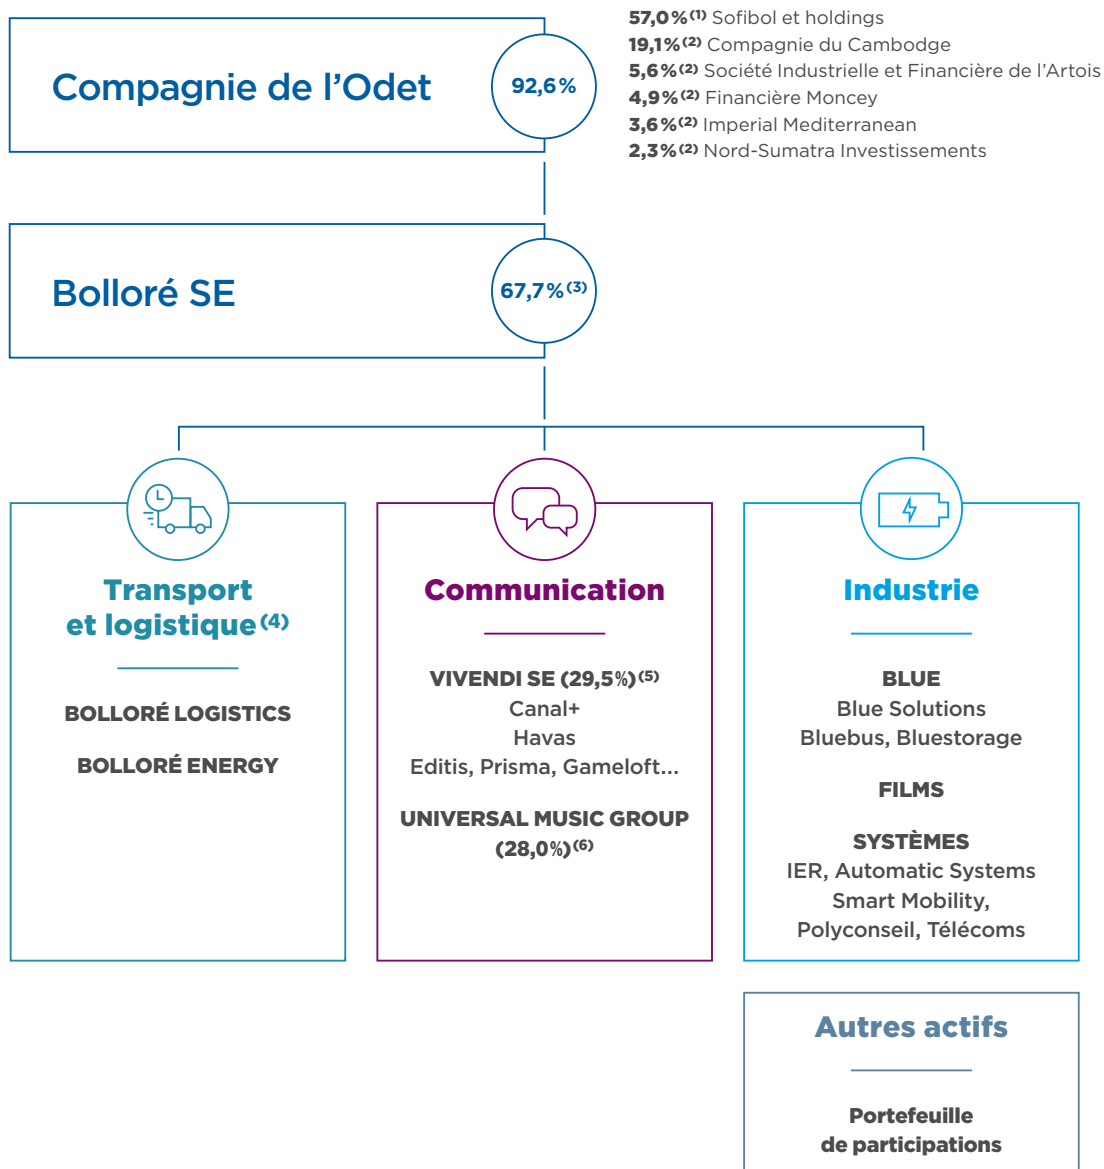 57,0%(1) Sofibol et holdings
19,1%(2) Compagnie du Cambodge
5,6%(2) Société Industrielle et Financière de l’Artois
4,9%(2) Financière Moncey
3,6%(2) Imperial Mediterranean
2,3%(2) Nord-Sumatra Investissements
Compagnie de l’Odet
92,6%
Bolloré SE
67,7%(3)
Transport
et logistique(4)
BOLLORÉ LOGISTICS
BOLLORÉ ENERGY
Communication
VIVENDI SE (29,5%)(5)
Canal+
Havas
Editis, Prisma, Gameloft...
UNIVERSAL MUSIC GROUP
(28,0%)(6)
Industrie
BLUE
Blue Solutions
Bluebus, Bluestorage
FILMS
SYSTÈMES
IER, Automatic Systems
Smart Mobility,
Polyconseil, Télécoms
Autres actifs
Portefeuille
de participations